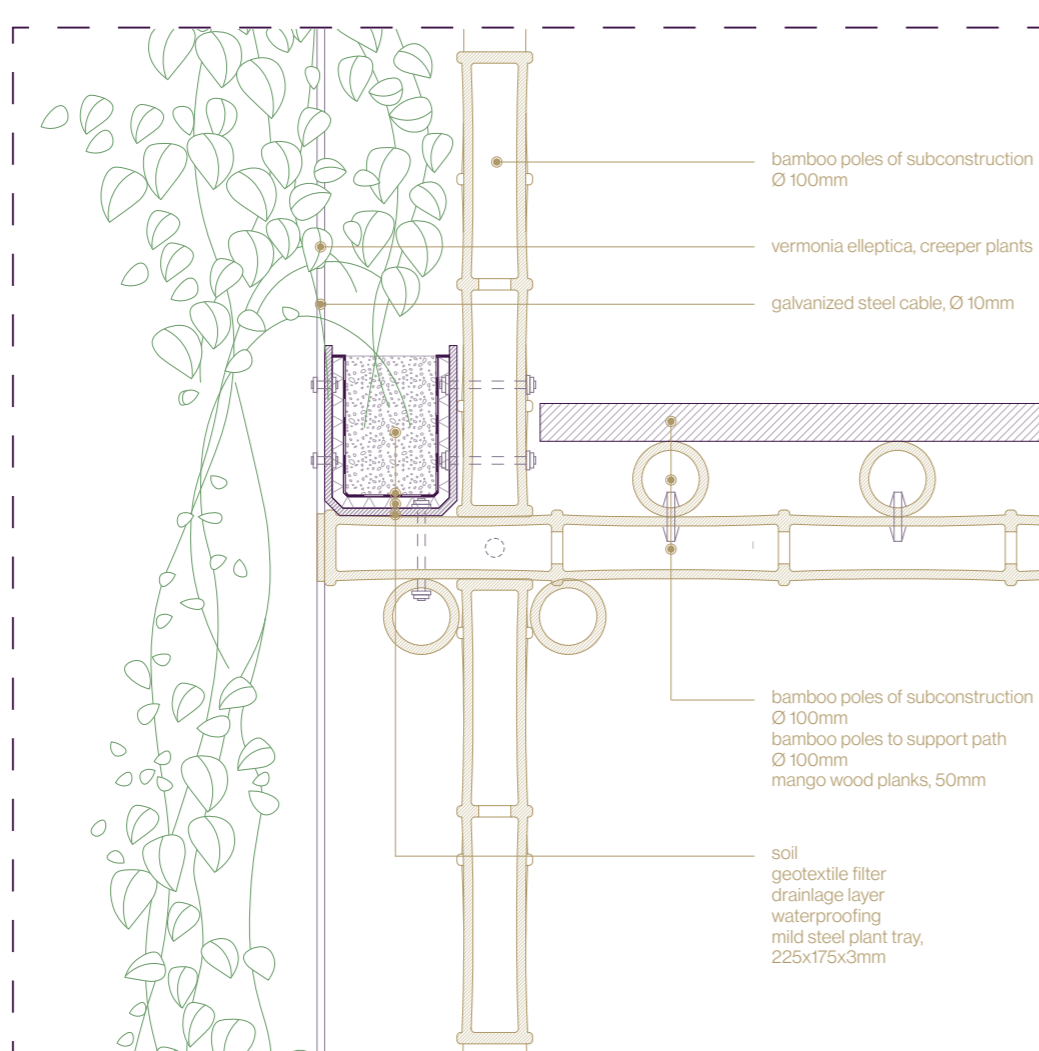 bamboo poles of subconstruction
Ø 100mm
vermonia elleptica, creeper plants
galvanized steel cable, Ø 10mm
bamboo poles of subconstruction
Ø 100mm
bamboo poles to support path
Ø 100mm
mango wood planks, 50mm
soil
geotextile filter
drainlage layer
waterproofing
mild steel plant tray,
225x175x3mm